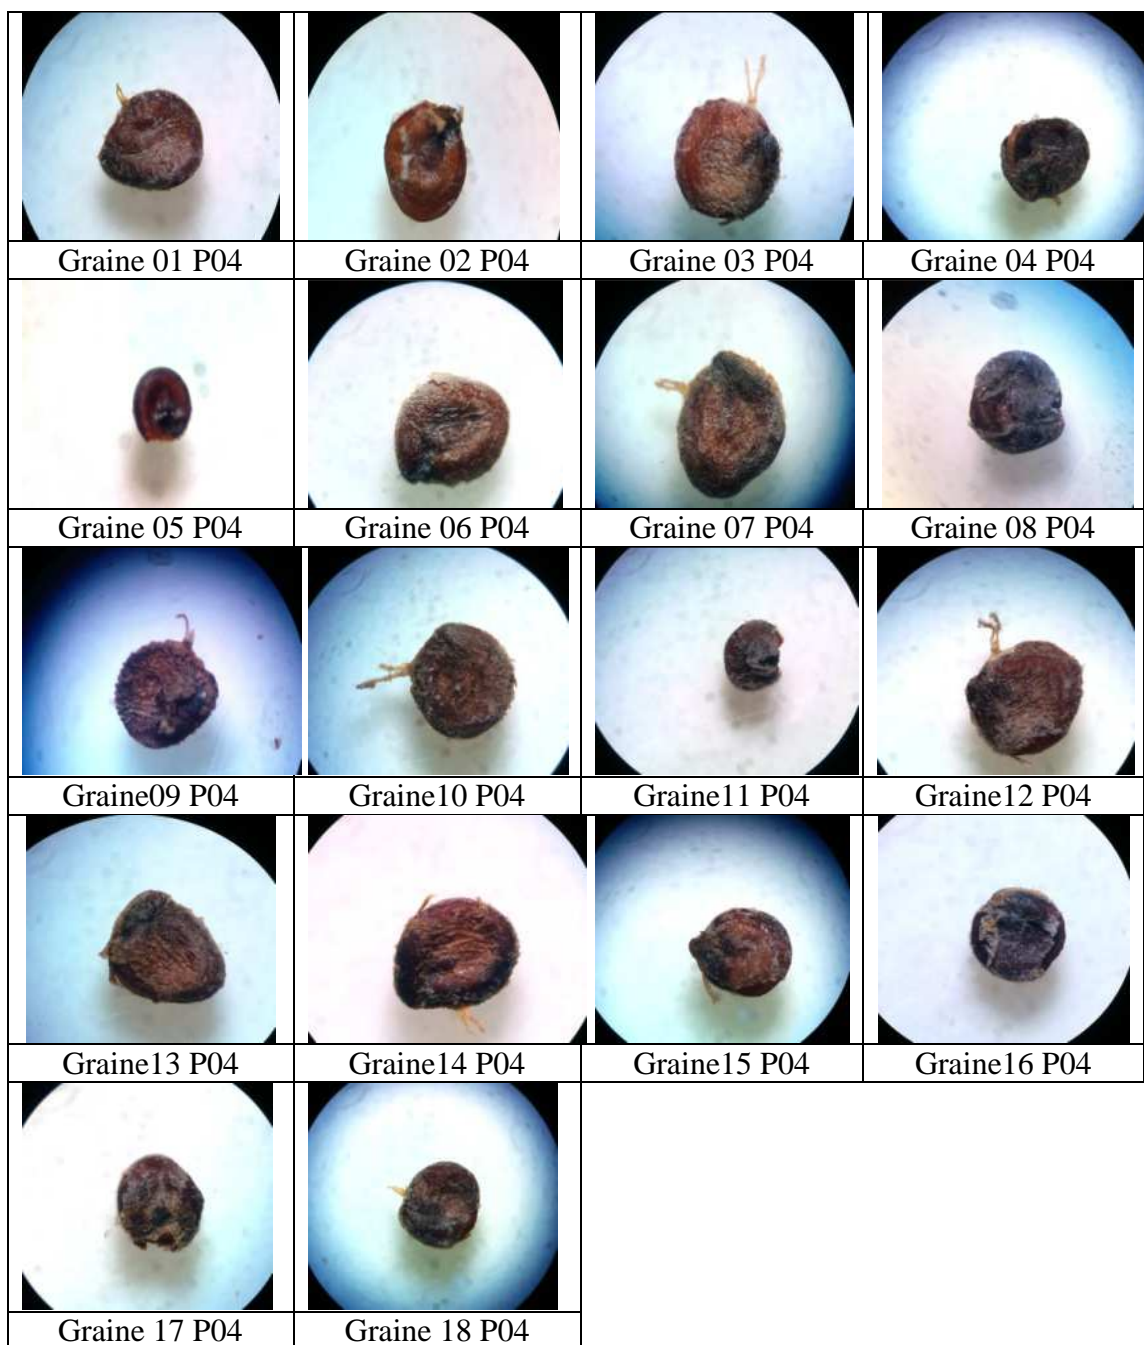 Graine 01 P04
Graine 02 P04
Graine 03 P04
Graine 04 P04
Graine 05 P04
Graine 06 P04
Graine 07 P04
Graine 08 P04
Graine09 P04
Graine10 P04
Graine11 P04
Graine12 P04
Graine13 P04
Graine14 P04
Graine15 P04
Graine16 P04
Graine 17 P04
Graine 18 P04